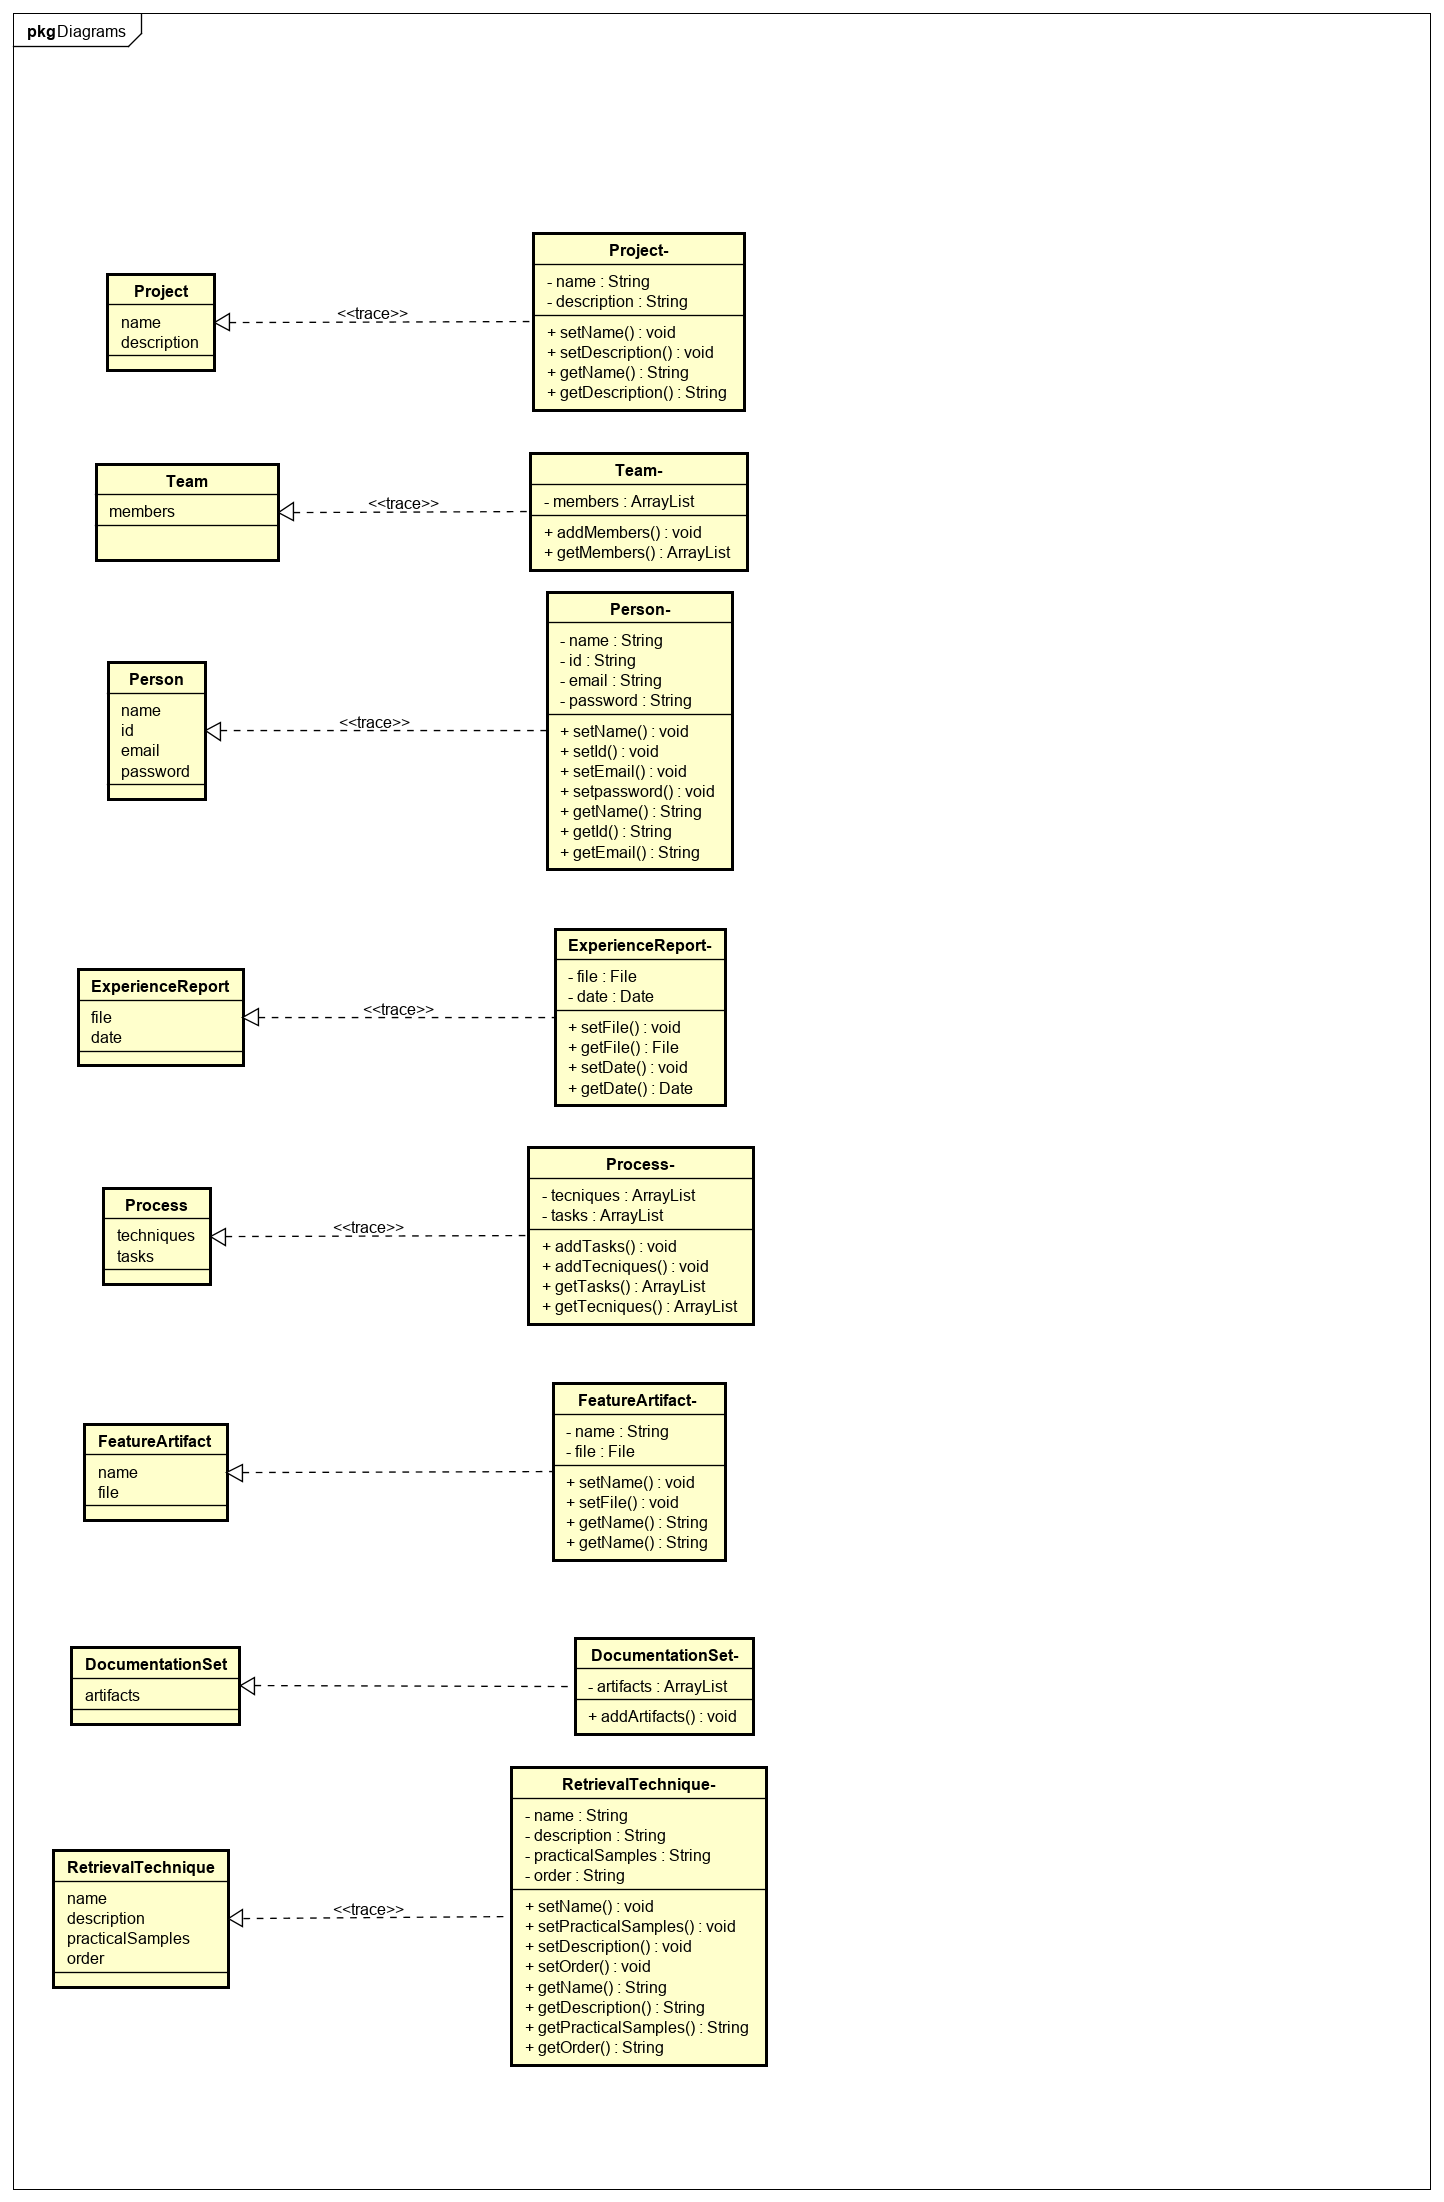 pkg Diagrams
Project
name
description
<<trace>>
Project-
- name : String
- description : String
+ setName() : void
+ setDescription() : void
+ getName() : String
+ getDescription() : String
Team
members
<<trace>>
Team-
- members : ArrayList
+ addMembers() : void
+ getMembers() : ArrayList
Person
name
id
email
password
<<trace>>
Person-
- name : String
- id : String
- email : String
- password : String
+ setName() : void
+ setId() : void
+ setEmail() : void
+ setpassword() : void
+ getName() : String
+ getId() : String
+ getEmail() : String
ExperienceReport
file
date
<<trace>>
ExperienceReport-
- file : File
- date : Date
+ setFile() : void
+ getFile() : File
+ setDate() : void
+ getDate() : Date
Process
techniques
tasks
<<trace>>
Process-
- tecniques : ArrayList
- tasks : ArrayList
+ addTasks() : void
+ addTecniques() : void
+ getTasks() : ArrayList
+ getTecniques() : ArrayList
FeatureArtifact
name
file
FeatureArtifact-
- name : String
- file : File
+ setName() : void
+ setFile() : void
+ getName() : String
+ getName() : String
DocumentationSet
artifacts
DocumentationSet-
- artifacts : ArrayList
+ addArtifacts() : void
RetrievalTechnique
name
description
practicalSamples
order
<<trace>>
RetrievalTechnique-
- name : String
- description : String
- practicalSamples : String
- order : String
+ setName() : void
+ setPracticalSamples() : void
+ setDescription() : void
+ setOrder() : void
+ getName() : String
+ getDescription() : String
+ getPracticalSamples() : String
+ getOrder() : String